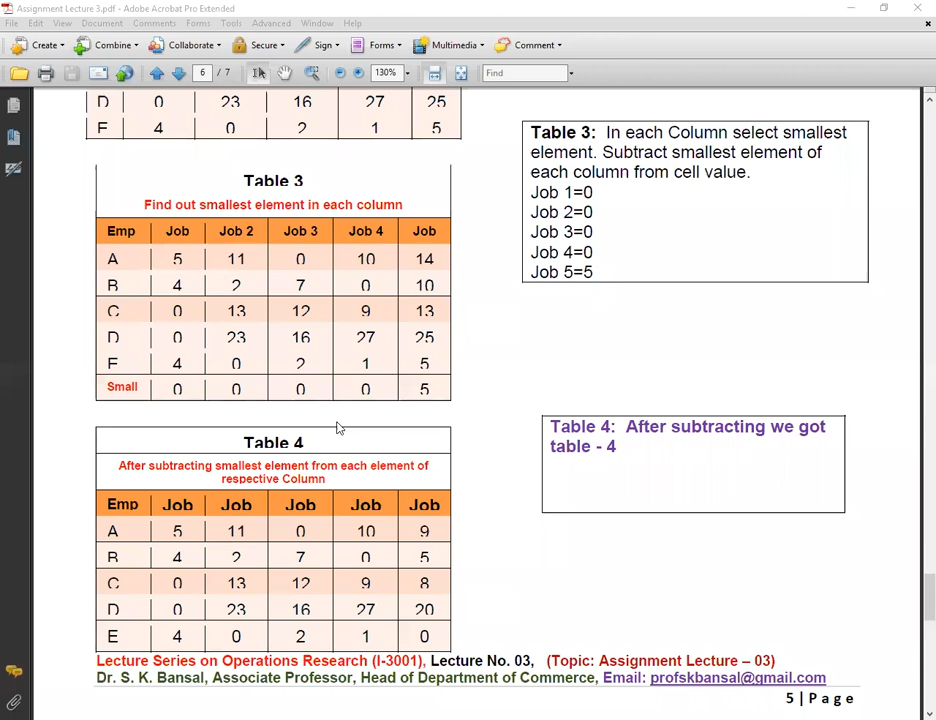 Assignment Lecture 3.pdf - Adobe Acrobat Pro Extended
File Edit View Document Comments Forms Tools Advanced Window Help
Create Combine Collaborate Secure Sign Forms Multimedia Comment
6 / 7 130% Find
D 0 23 16 27 25
E 4 0 2 1 5
Table 3: In each Column select smallest
element. Subtract smallest element of
each column from cell value.
Job 1=0
Job 2=0
Job 3=0
Job 4=0
Job 5=5
Table 3
Find out smallest element in each column
Emp Job Job 2 Job 3 Job 4 Job
A 5 11 0 10 14
B 4 2 7 0 10
C 0 13 12 9 13
D 0 23 16 27 25
E 4 0 2 1 5
Small 0 0 0 0 5
Table 4
After subtracting smallest element from each element of
respective Column
Emp Job Job Job Job Job
A 5 11 0 10 9
B 4 2 7 0 5
C 0 13 12 9 8
D 0 23 16 27 20
E 4 0 2 1 0
Table 4: After subtracting we got
table - 4
Lecture Series on Operations Research (I-3001), Lecture No. 03, (Topic: Assignment Lecture – 03)
Dr. S. K. Bansal, Associate Professor, Head of Department of Commerce, Email: profskbansal@gmail.com
5 | P a g e